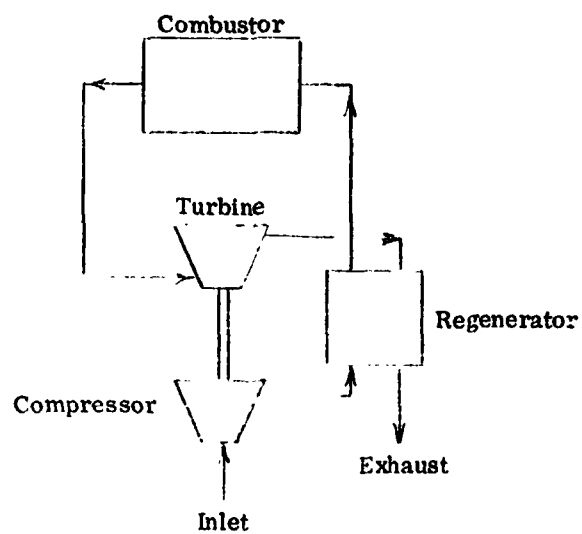 Combustor
Turbine
Regenerator
Compressor
Exhaust
Inlet